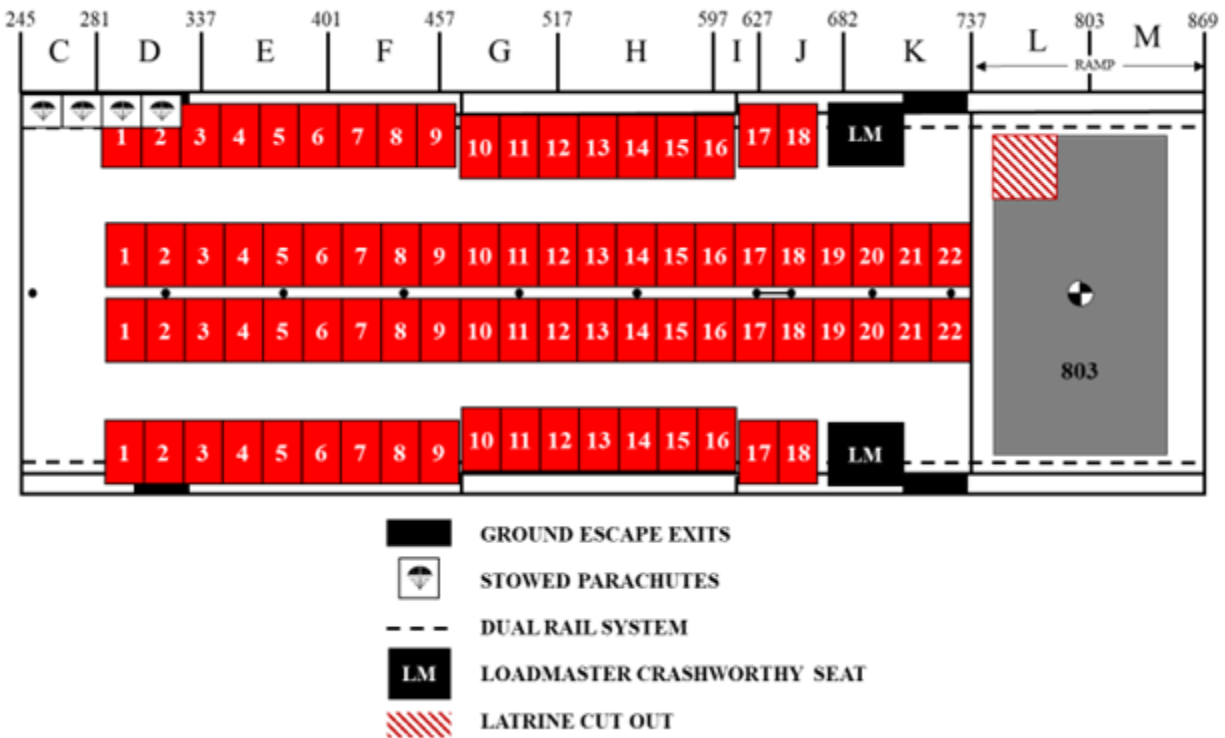 245 281 337 401 457 517 597 627 682 737 803 869
C D E F G H I J K L M
RAMP
1 2 3 4 5 6 7 8 9 10 11 12 13 14 15 16 17 18 LM
1 2 3 4 5 6 7 8 9 10 11 12 13 14 15 16 17 18 19 20 21 22
1 2 3 4 5 6 7 8 9 10 11 12 13 14 15 16 17 18 19 20 21 22
803
1 2 3 4 5 6 7 8 9 10 11 12 13 14 15 16 17 18 LM
GROUND ESCAPE EXITS
STOWED PARACHUTES
DUAL RAIL SYSTEM
LM LOADMASTER CRASHWORTHY SEAT
LATRINE CUT OUT